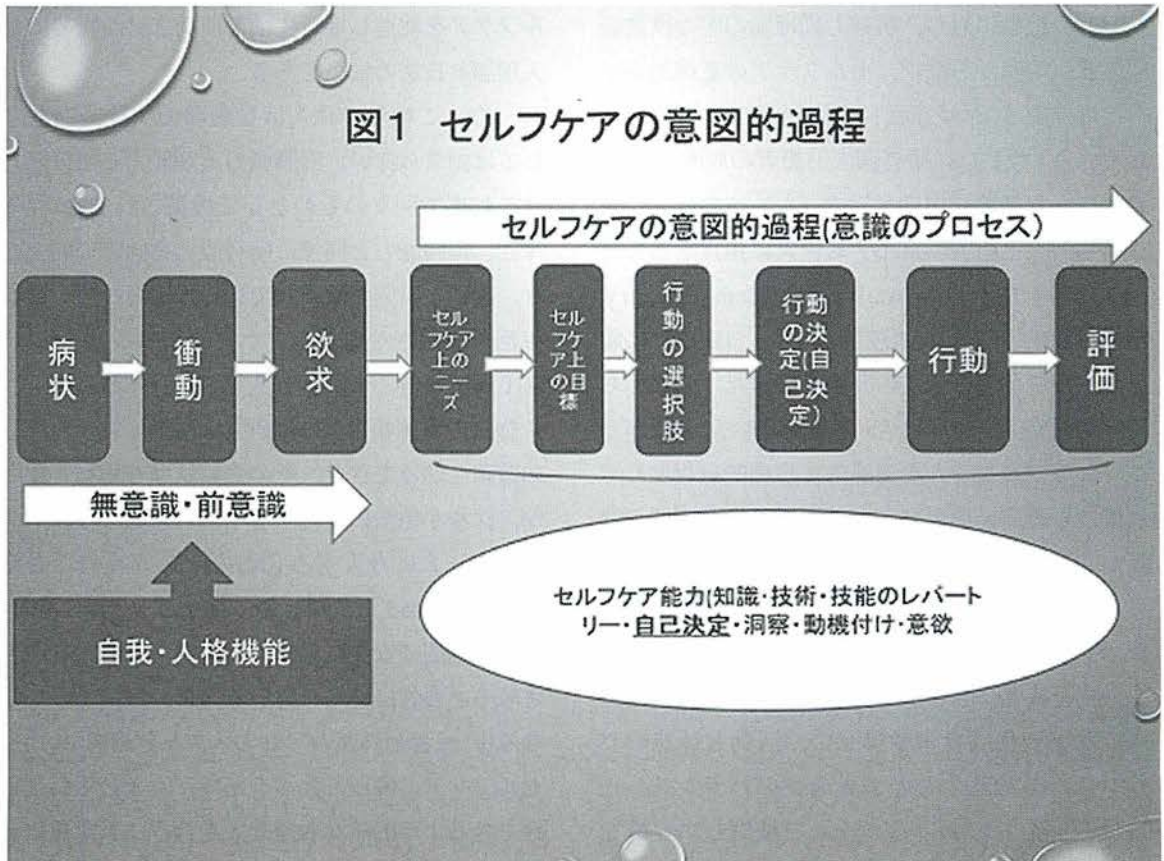 図1 セルフケアの意図的過程
セルフケアの意図的過程(意識のプロセス)
病状
衝動
欲求
セル
フケア
上の
ニー
ズ
セル
フケ
ア上
の目
標
行動の選択肢
行動
の決
定(自
己決
定)
行動
評価
無意識・前意識
自我・人格機能
セルフケア能力(知識・技術・技能のレパート
リー・自己決定・洞察・動機付け・意欲